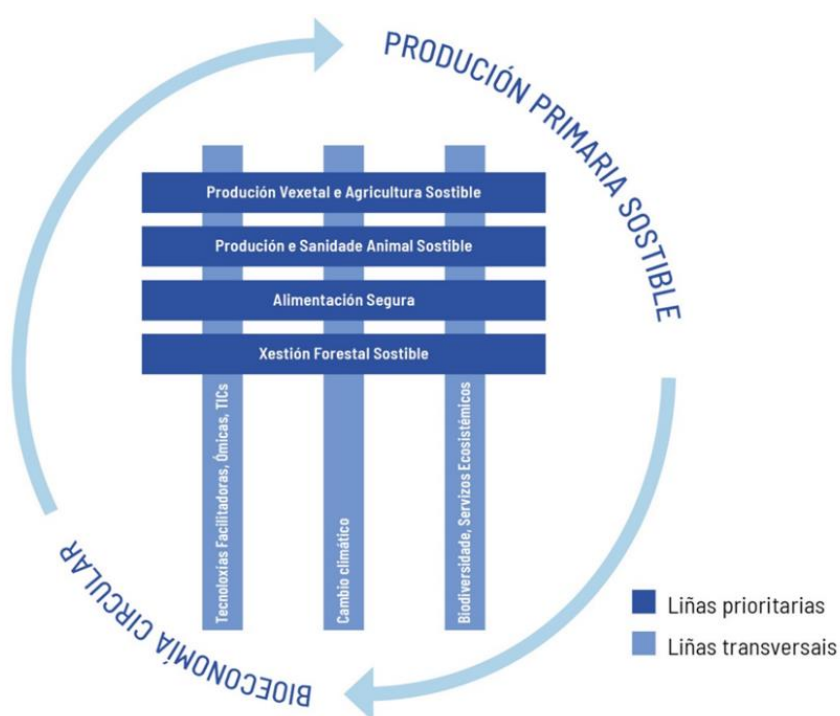 PRODUCIÓN PRIMARIA SOSTIBLE
Produción Vexetal e Agricultura Sostible
Produción e Sanidade Animal Sostible
Alimentación Segura
Xestión Forestal Sostible
Tecnoloxías Facilitadoras, Ómicas, TICs
Cambio climático
Biodiversidade, Servizos Ecosistémicos
BIOECONOMÍA CIRCULAR
Liñas prioritarias
Liñas transversais